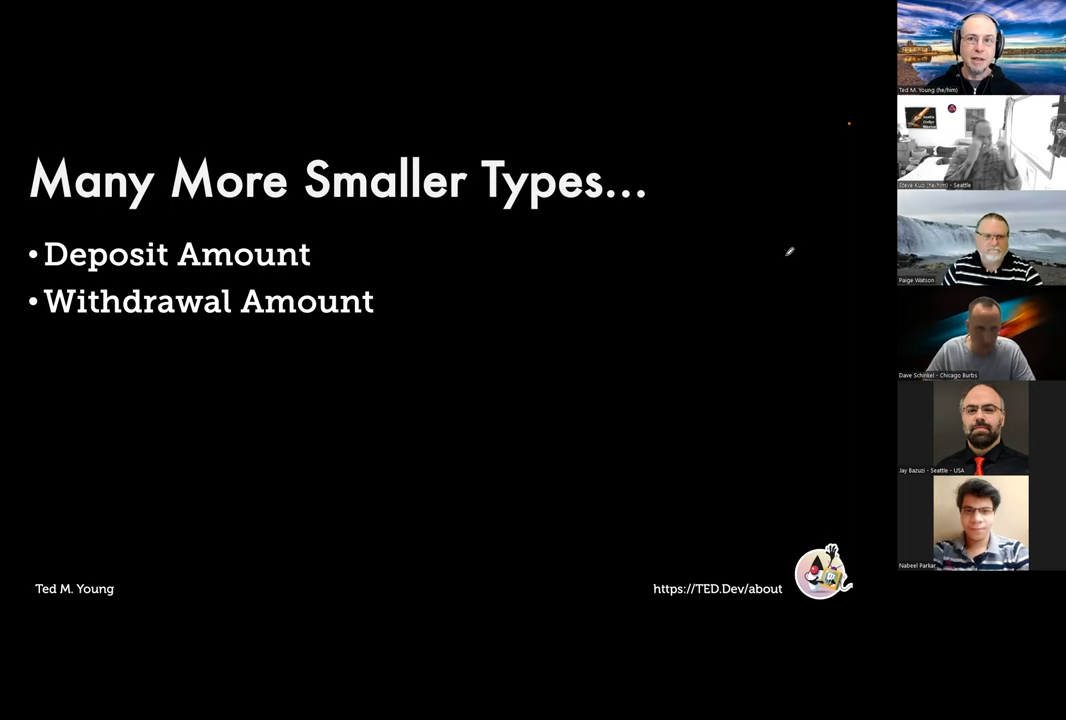 Many More Smaller Types...
• Deposit Amount
• Withdrawal Amount
Ted M. Young
https://TED.Dev/about
Ted M. Young (he/him)
Steve Kuo (he/him) - Seattle
Paige Watson
Dave Schinkel - Chicago Burbs
Jay Bazuzi - Seattle - USA
Nabeel Parkar